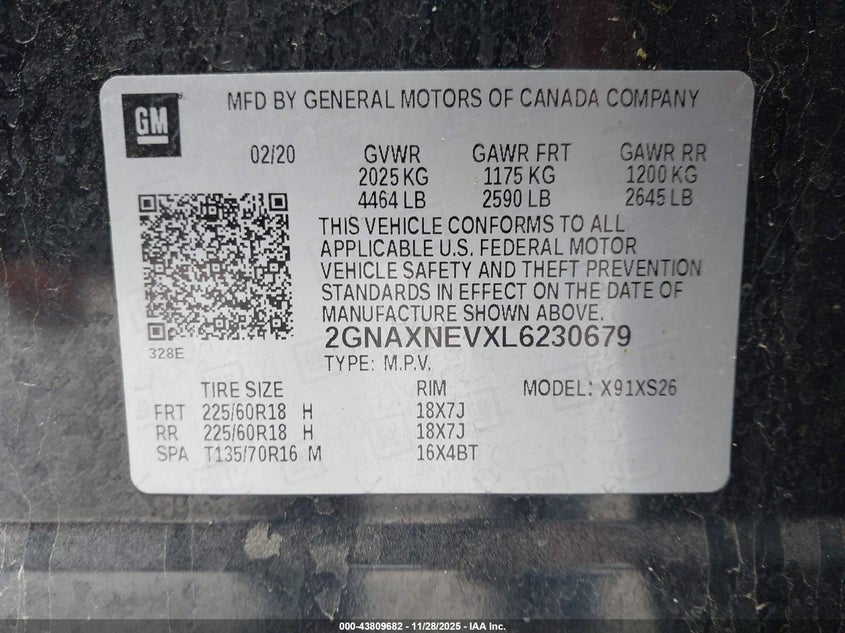 GM
MFD BY GENERAL MOTORS OF CANADA COMPANY
02/20 GVWR GAWR FRT GAWR RR
2025 KG 1175 KG 1200 KG
4464 LB 2590 LB 2645 LB
THIS VEHICLE CONFORMS TO ALL
APPLICABLE U.S. FEDERAL MOTOR
VEHICLE SAFETY AND THEFT PREVENTION
STANDARDS IN EFFECT ON THE DATE OF
MANUFACTURE SHOWN ABOVE.
2GNAXNEVXL6230679
328E
TYPE: M.P.V.
TIRE SIZE RIM MODEL: X91XS26
FRT 225/60R18 H 18X7J
RR 225/60R18 H 18X7J
SPA T135/70R16 M 16X4BT
000-43809682 - 11/28/2025 - IAA Inc.